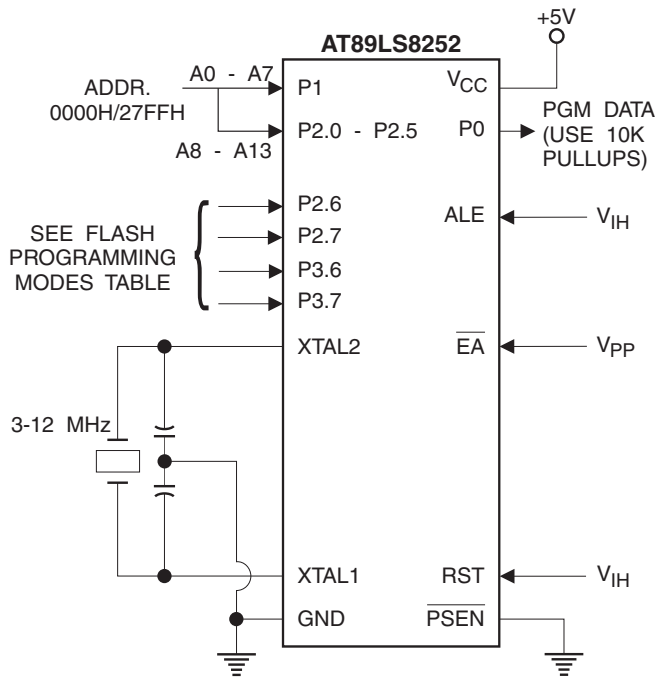 +5V
AT89LS8252
A0 - A7
ADDR.
0000H/27FFH
A8 - A13
P1
VCC
P2.0 - P2.5
P0
PGM DATA
(USE 10K
PULLUPS)
P2.6
P2.7
P3.6
P3.7
SEE FLASH
PROGRAMMING
MODES TABLE
ALE
VIH
XTAL2
EA
VPP
3-12 MHz
XTAL1
RST
VIH
GND
PSEN